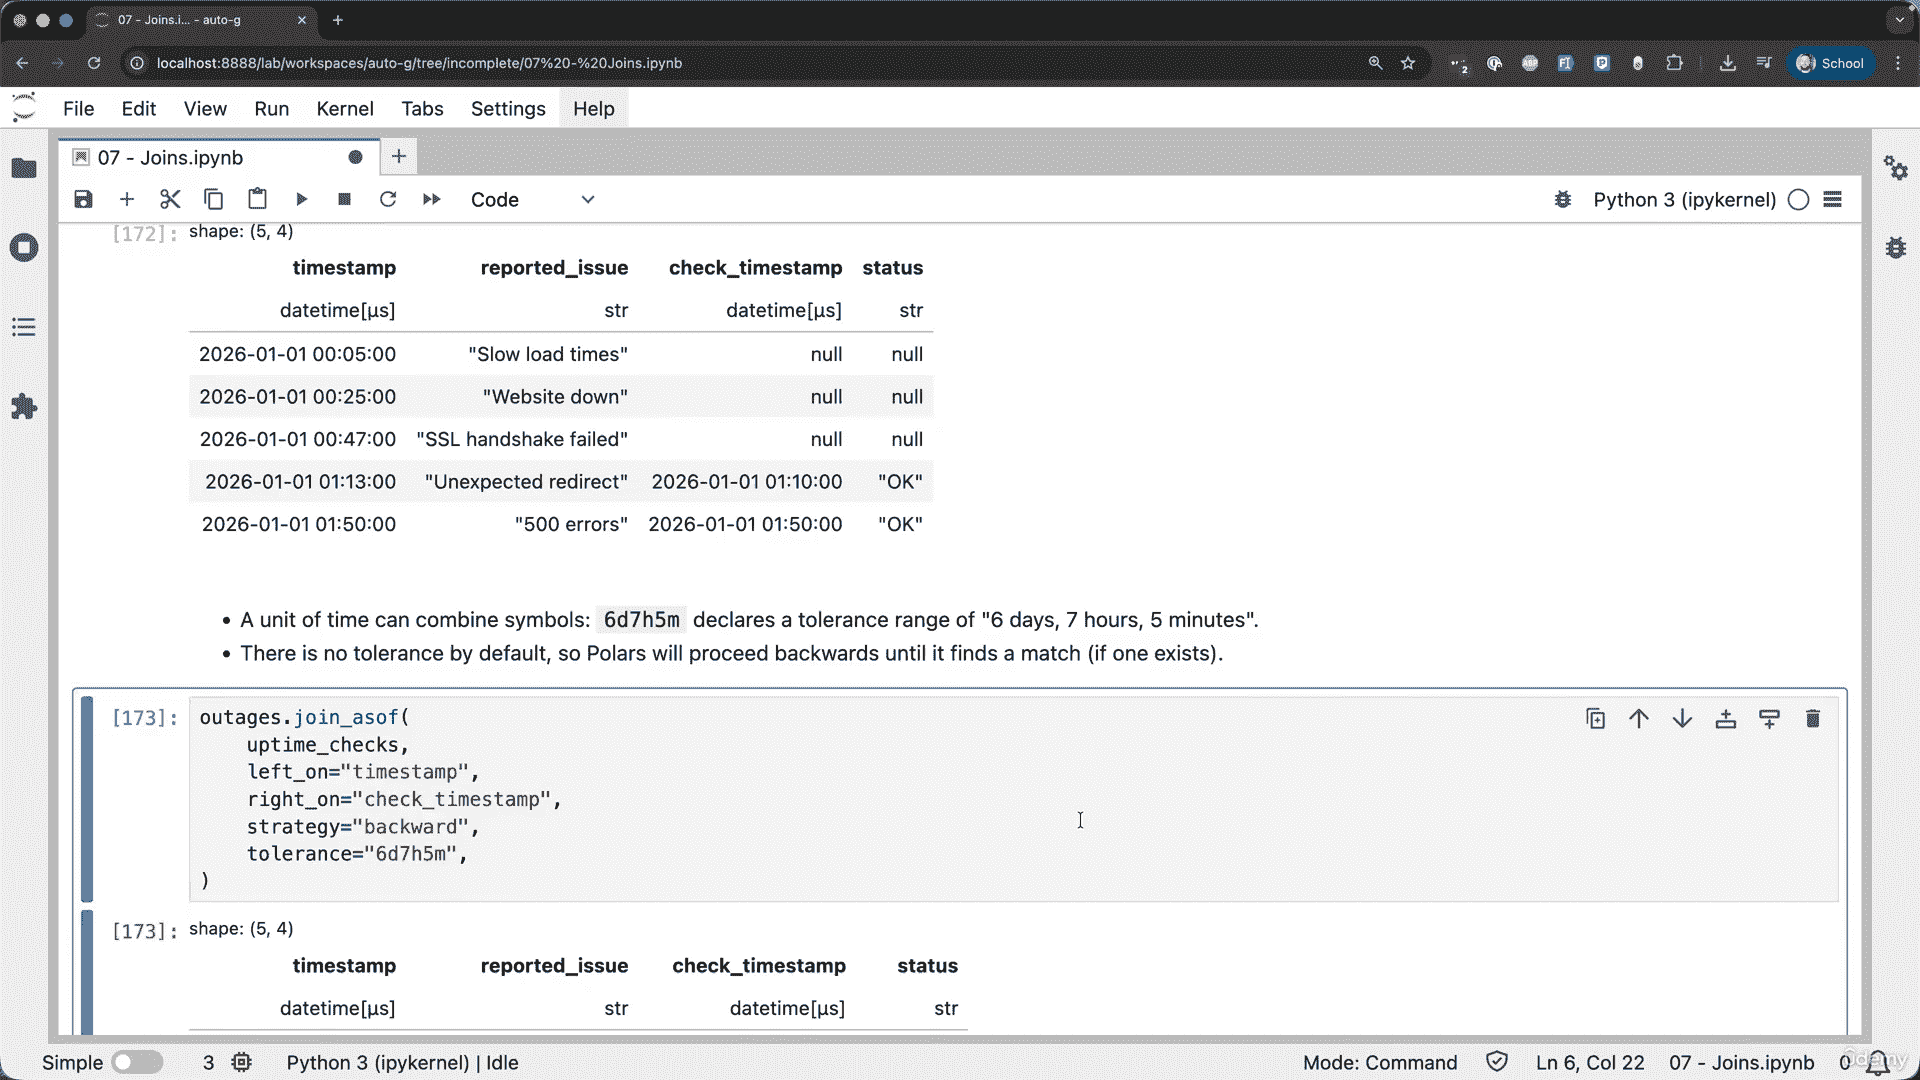 07 - Joins.i... - auto-g
localhost:8888/lab/workspaces/auto-g/tree/incomplete/07%20-%20Joins.ipynb
2
School
File Edit View Run Kernel Tabs Settings Help
07 - Joins.ipynb
Code
Python 3 (ipykernel)
[172]: shape: (5, 4)
timestamp reported_issue check_timestamp status
datetime[μs] str datetime[μs] str
2026-01-01 00:05:00 "Slow load times" null null
2026-01-01 00:25:00 "Website down" null null
2026-01-01 00:47:00 "SSL handshake failed" null null
2026-01-01 01:13:00 "Unexpected redirect" 2026-01-01 01:10:00 "OK"
2026-01-01 01:50:00 "500 errors" 2026-01-01 01:50:00 "OK"
• A unit of time can combine symbols: 6d7h5m declares a tolerance range of "6 days, 7 hours, 5 minutes".
• There is no tolerance by default, so Polars will proceed backwards until it finds a match (if one exists).
[173]: outages.join_asof(
uptime_checks,
left_on="timestamp",
right_on="check_timestamp",
strategy="backward",
tolerance="6d7h5m",
)
[173]: shape: (5, 4)
timestamp reported_issue check_timestamp status
datetime[μs] str datetime[μs] str
Simple 3 Python 3 (ipykernel) | Idle Mode: Command Ln 6, Col 22 07 - Joins.ipynb 0
Udemy